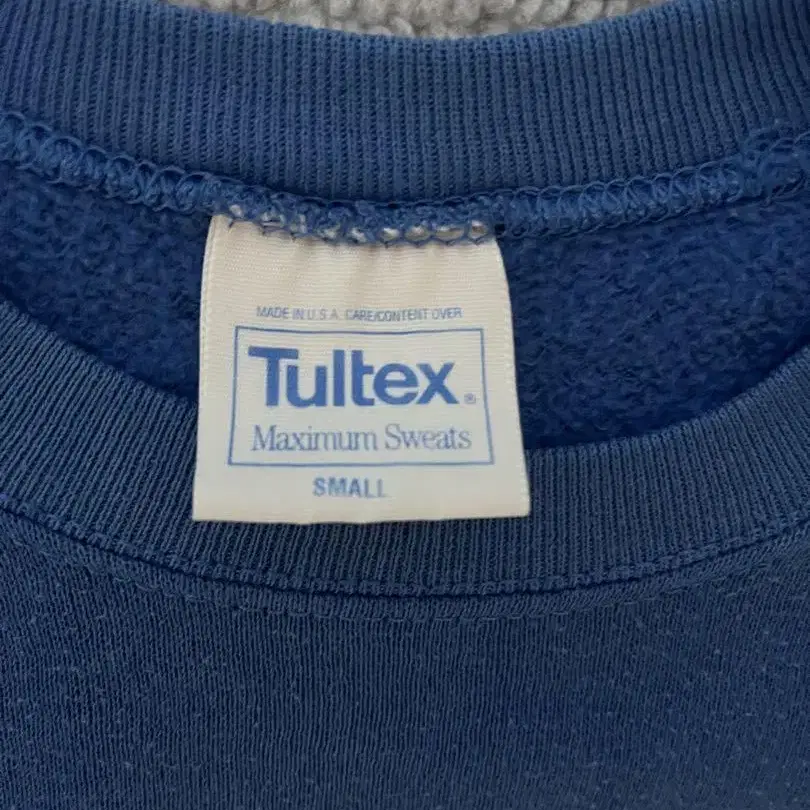 MADE IN U.S.A. CARE/CONTENT OVER
Tultex®
Maximum Sweats
SMALL